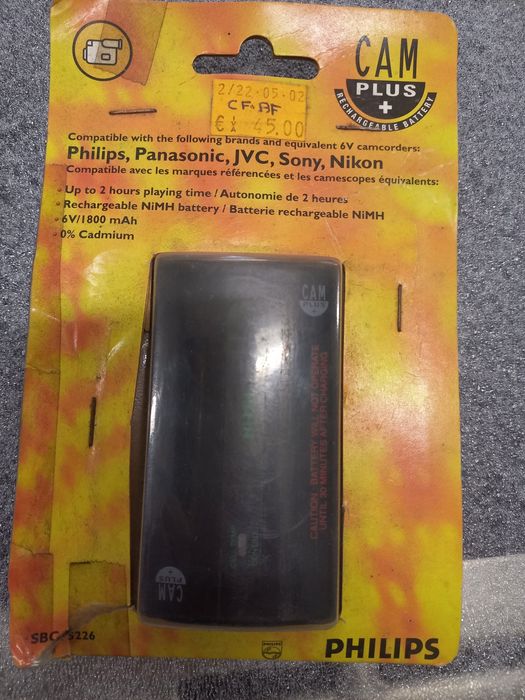 CAM
PLUS
+
RECHARGEABLE BATTERY
2/22·05·02
CF·AF
€ 45.00
Compatible with the following brands and equivalent 6V camcorders:
Philips, Panasonic, JVC, Sony, Nikon
Compatible avec les marques référencées et les camescopes équivalents:
· Up to 2 hours playing time / Autonomie de 2 heures
· Rechargeable NiMH battery / Batterie rechargeable NiMH
· 6V/1800 mAh
· 0% Cadmium
CAM
PLUS
+
CAUTION: BATTERY WILL NOT OPERATE
UNTIL 30 MINUTES AFTER CHARGING
CAM
PLUS
+
5226
PHILIPS
PHILIPS